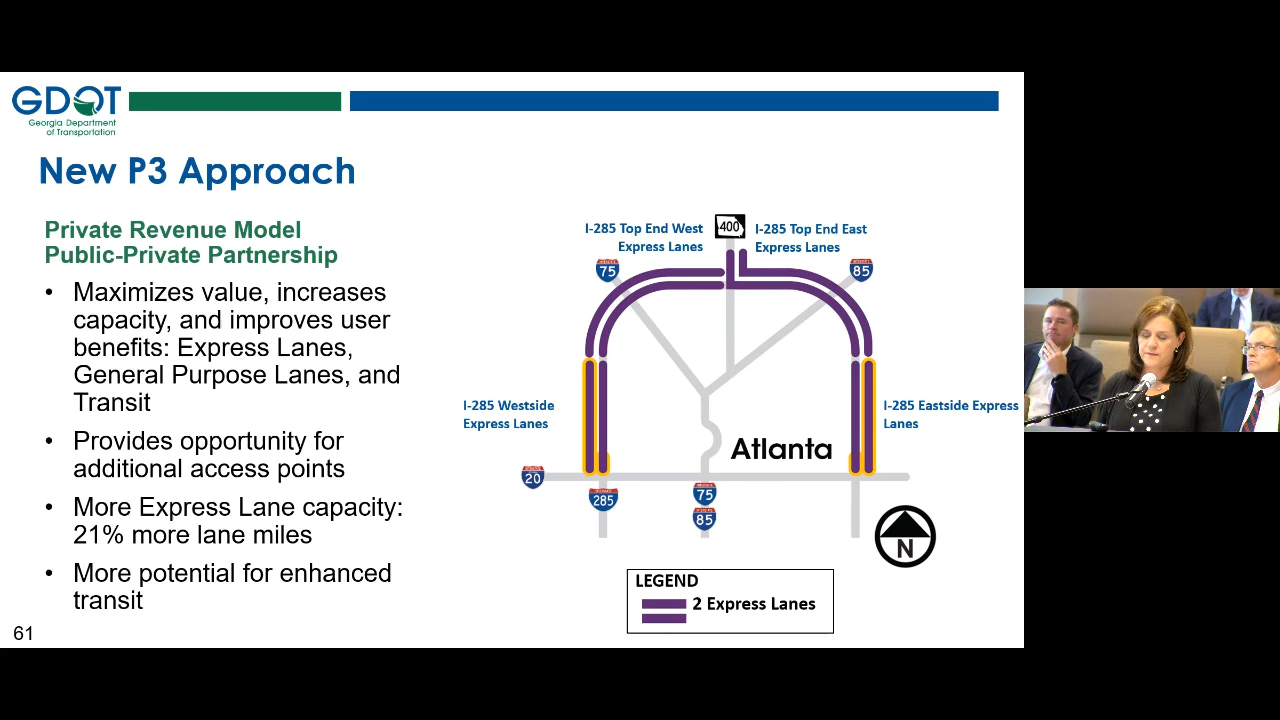 GDOT
Georgia Department
of Transportation
New P3 Approach
Private Revenue Model
Public-Private Partnership
• Maximizes value, increases
capacity, and improves user
benefits: Express Lanes,
General Purpose Lanes, and
Transit
• Provides opportunity for
additional access points
• More Express Lane capacity:
21% more lane miles
• More potential for enhanced
transit
61
I-285 Top End West
Express Lanes
400
I-285 Top End East
Express Lanes
75
85
I-285 Westside
Express Lanes
I-285 Eastside Express
Lanes
Atlanta
20
285
75
85
N
LEGEND
2 Express Lanes